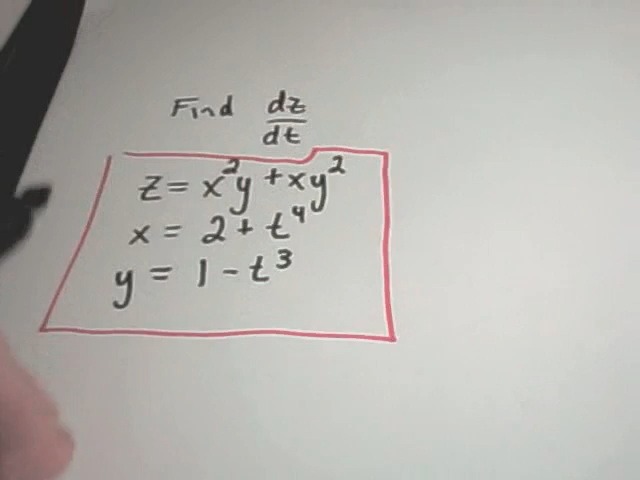 Find dz/dt
z = x²y + xy²
x = 2 + t⁴
y = 1 - t³